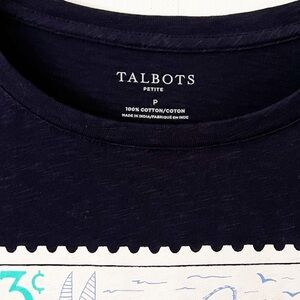 TALBOTS
PETITE
P
100% COTTON/COTON
MADE IN INDIA/FABRIQUÉ EN INDE
3¢